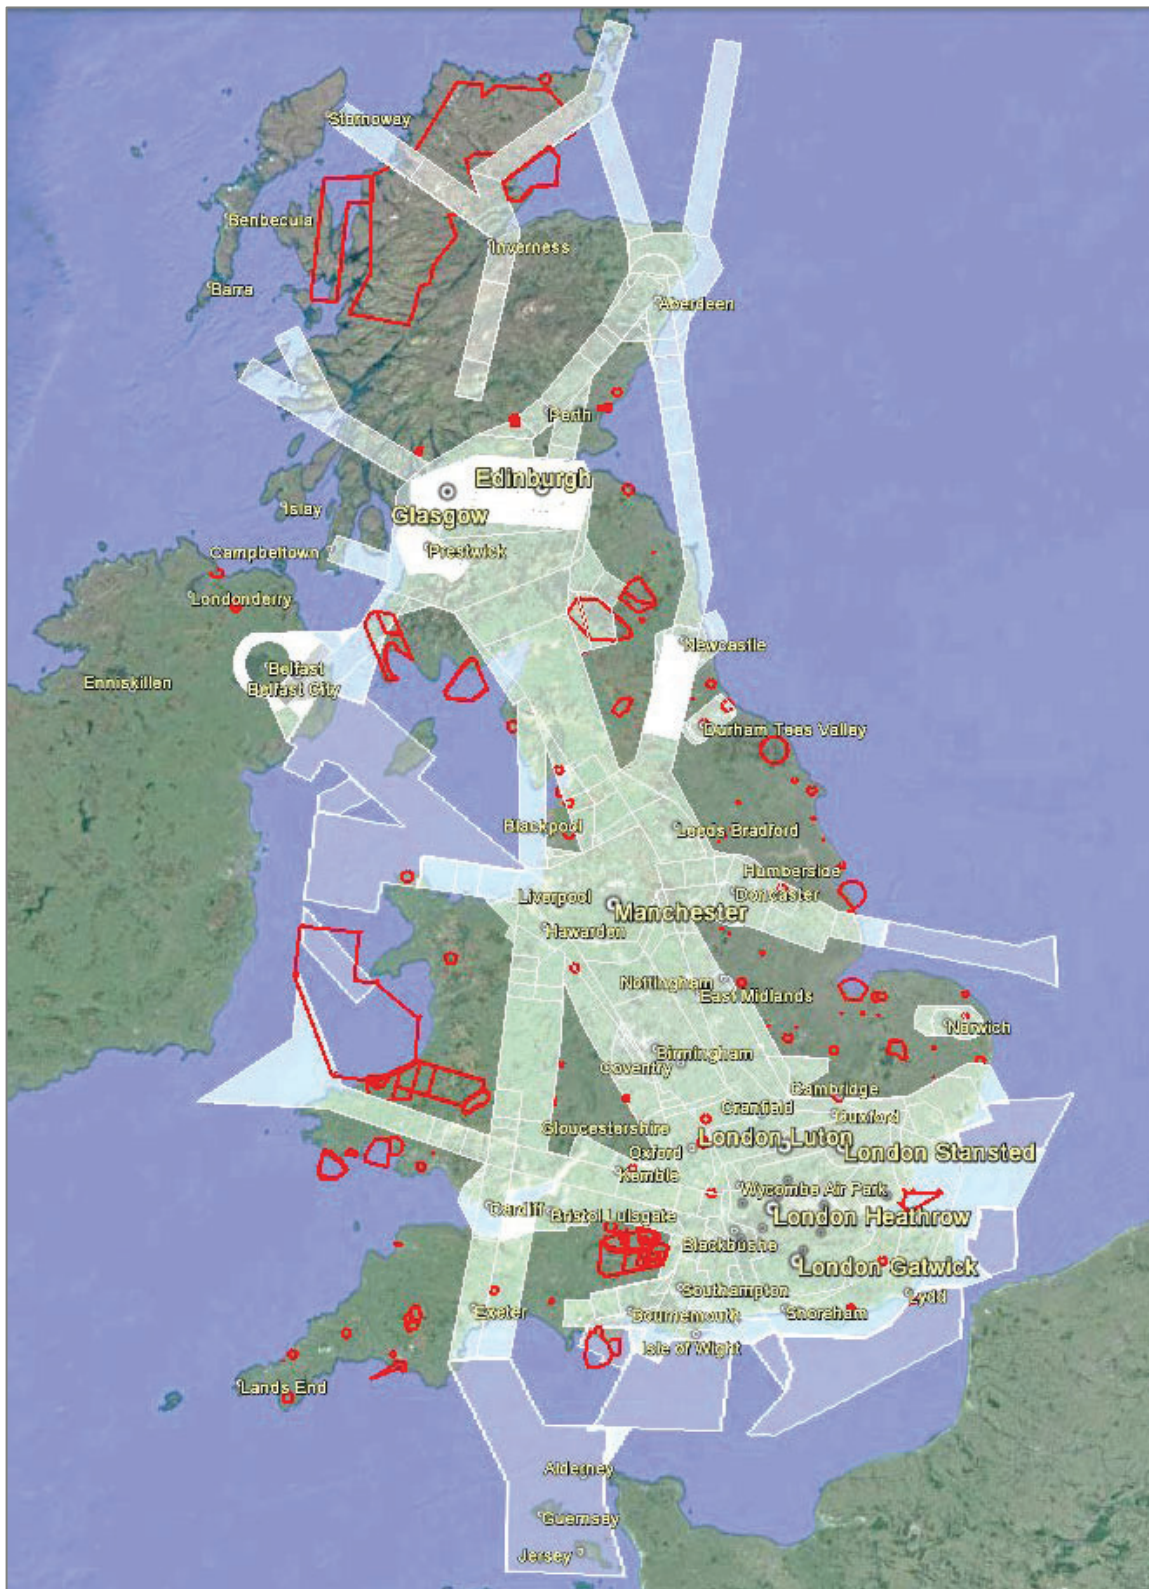 Stornoway
Benbecula
Inverness
Barra
Aberdeen
Perth
Edinburgh
Islay
Glasgow
Campbeltown
Prestwick
Londonderry
Newcastle
Belfast
Enniskillen
Belfast City
Durham Tees Valley
Blackpool
Leeds Bradford
Humberside
Liverpool
Doncaster
Manchester
Hawarden
Nottingham
East Midlands
Norwich
Birmingham
Coventry
Cambridge
Cranfield
Duxford
Gloucestershire
London Luton
Oxford
London Stansted
Kemble
Wycombe Air Park
Cardiff
Bristol Lulsgate
London Heathrow
Blackbushe
London Gatwick
Southampton
Lydd
Exeter
Bournemouth
Shoreham
Isle of Wight
Lands End
Alderney
Guernsey
Jersey